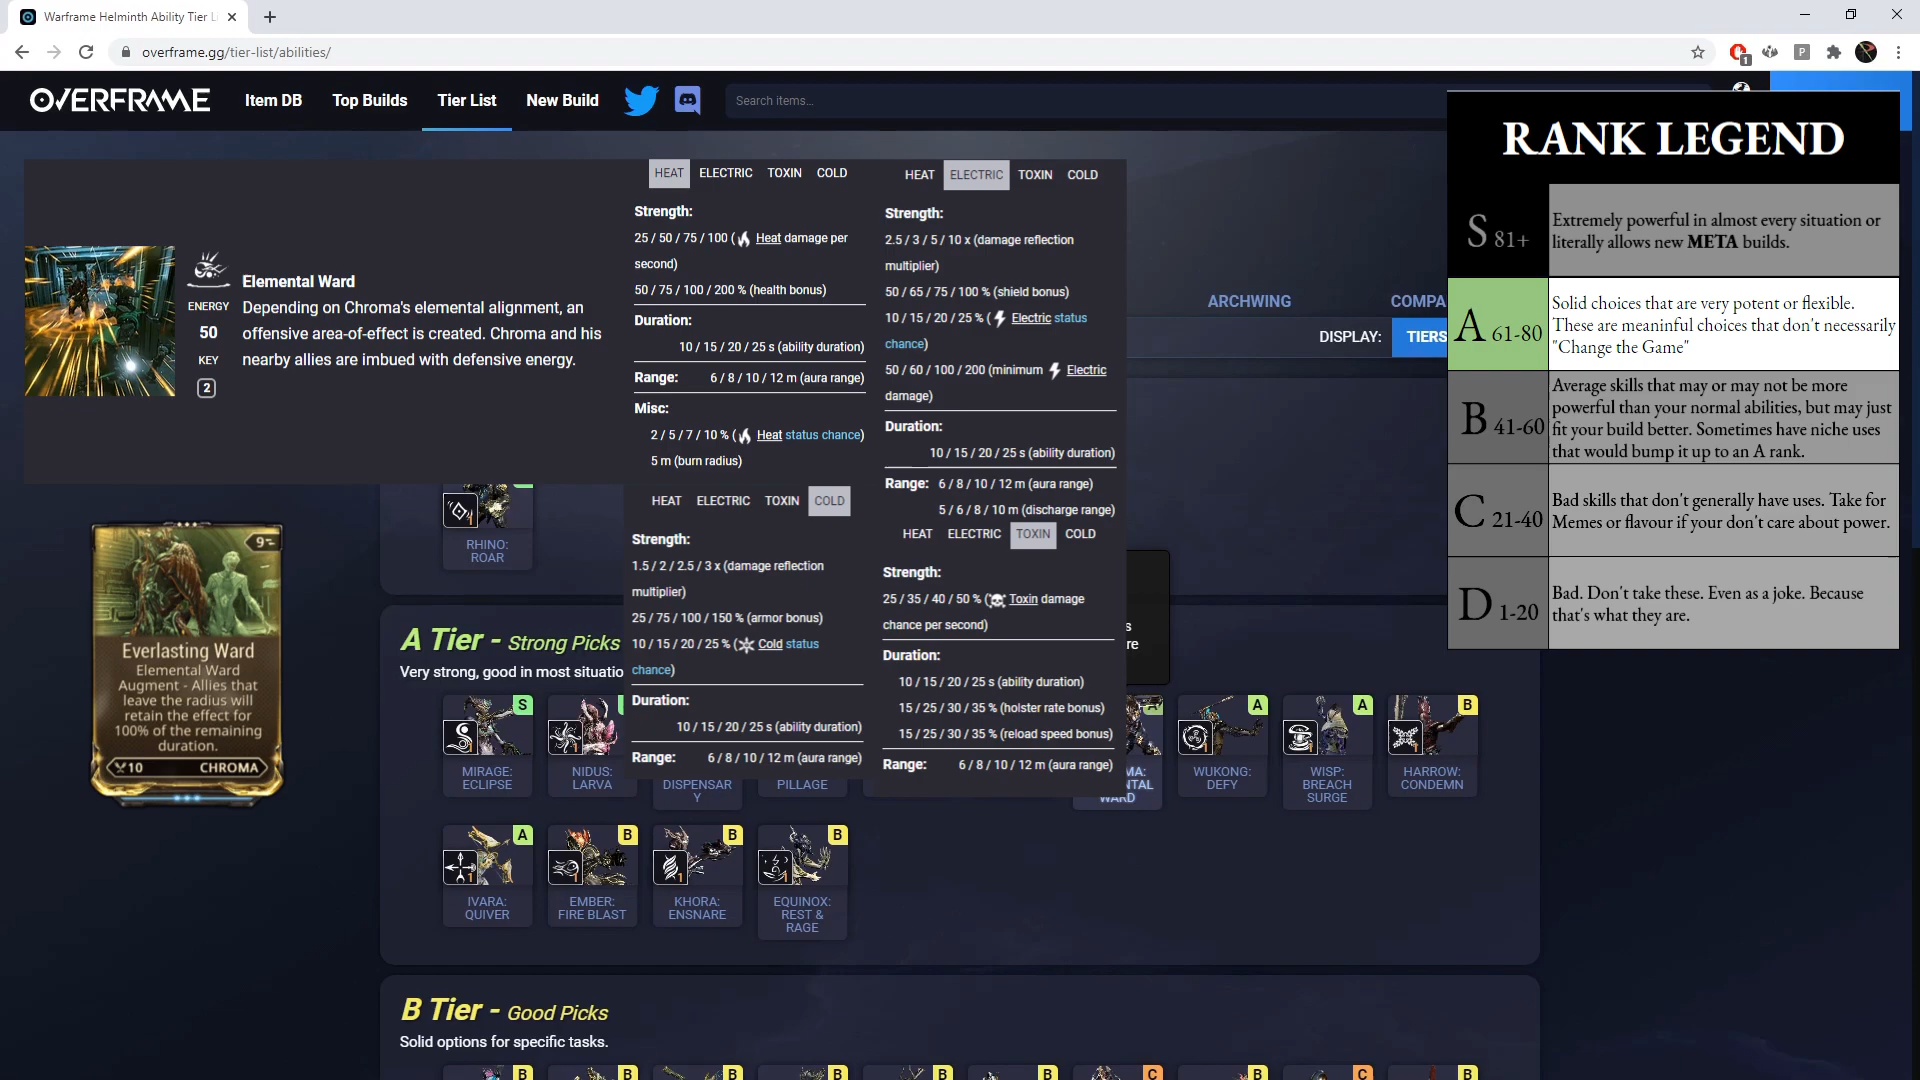 Warframe Helminth Ability Tier Li
overframe.gg/tier-list/abilities/
OVERFRAME
Item DB
Top Builds
Tier List
New Build
Search items...
RANK LEGEND
S 81+
Extremely powerful in almost every situation or
literally allows new META builds.
A 61-80
Solid choices that are very potent or flexible.
These are meaninful choices that don't necessarily
"Change the Game"
B 41-60
Average skills that may or may not be more
powerful than your normal abilities, but may just
fit your build better. Sometimes have niche uses
that would bump it up to an A rank.
C 21-40
Bad skills that don't generally have uses. Take for
Memes or flavour if your don't care about power.
D 1-20
Bad. Don't take these. Even as a joke. Because
that's what they are.
ARCHWING
COMPA
DISPLAY:
TIERS
ENERGY
50
KEY
2
Elemental Ward
Depending on Chroma's elemental alignment, an
offensive area-of-effect is created. Chroma and his
nearby allies are imbued with defensive energy.
HEAT ELECTRIC TOXIN COLD
Strength:
25 / 50 / 75 / 100 ( Heat damage per
second)
50 / 75 / 100 / 200 % (health bonus)
Duration:
10 / 15 / 20 / 25 s (ability duration)
Range: 6 / 8 / 10 / 12 m (aura range)
Misc:
2 / 5 / 7 / 10 % ( Heat status chance)
5 m (burn radius)
HEAT ELECTRIC TOXIN COLD
Strength:
2.5 / 3 / 5 / 10 x (damage reflection
multiplier)
50 / 65 / 75 / 100 % (shield bonus)
10 / 15 / 20 / 25 % ( Electric status
chance)
50 / 60 / 100 / 200 (minimum Electric
damage)
Duration:
10 / 15 / 20 / 25 s (ability duration)
Range: 6 / 8 / 10 / 12 m (aura range)
5 / 6 / 8 / 10 m (discharge range)
HEAT ELECTRIC TOXIN COLD
Strength:
1.5 / 2 / 2.5 / 3 x (damage reflection
multiplier)
25 / 75 / 100 / 150 % (armor bonus)
10 / 15 / 20 / 25 % ( Cold status
chance)
Duration:
10 / 15 / 20 / 25 s (ability duration)
Range: 6 / 8 / 10 / 12 m (aura range)
HEAT ELECTRIC TOXIN COLD
Strength:
25 / 35 / 40 / 50 % ( Toxin damage
chance per second)
Duration:
10 / 15 / 20 / 25 s (ability duration)
15 / 25 / 30 / 35 % (holster rate bonus)
15 / 25 / 30 / 35 % (reload speed bonus)
Range: 6 / 8 / 10 / 12 m (aura range)
s
re
9
Everlasting Ward
Elemental Ward
Augment - Allies that
leave the radius will
retain the effect for
100% of the remaining
duration.
10 CHROMA
1
RHINO:
ROAR
A Tier - Strong Picks
Very strong, good in most situatio
S
MIRAGE:
ECLIPSE
NIDUS:
LARVA
DISPENSAR
Y
PILLAGE
A
MA:
NTAL
WARD
A
WUKONG:
DEFY
A
WISP:
BREACH
SURGE
B
HARROW:
CONDEMN
A
IVARA:
QUIVER
B
EMBER:
FIRE BLAST
B
KHORA:
ENSNARE
B
EQUINOX:
REST &
RAGE
B Tier - Good Picks
Solid options for specific tasks.
B B B B B B C B C B